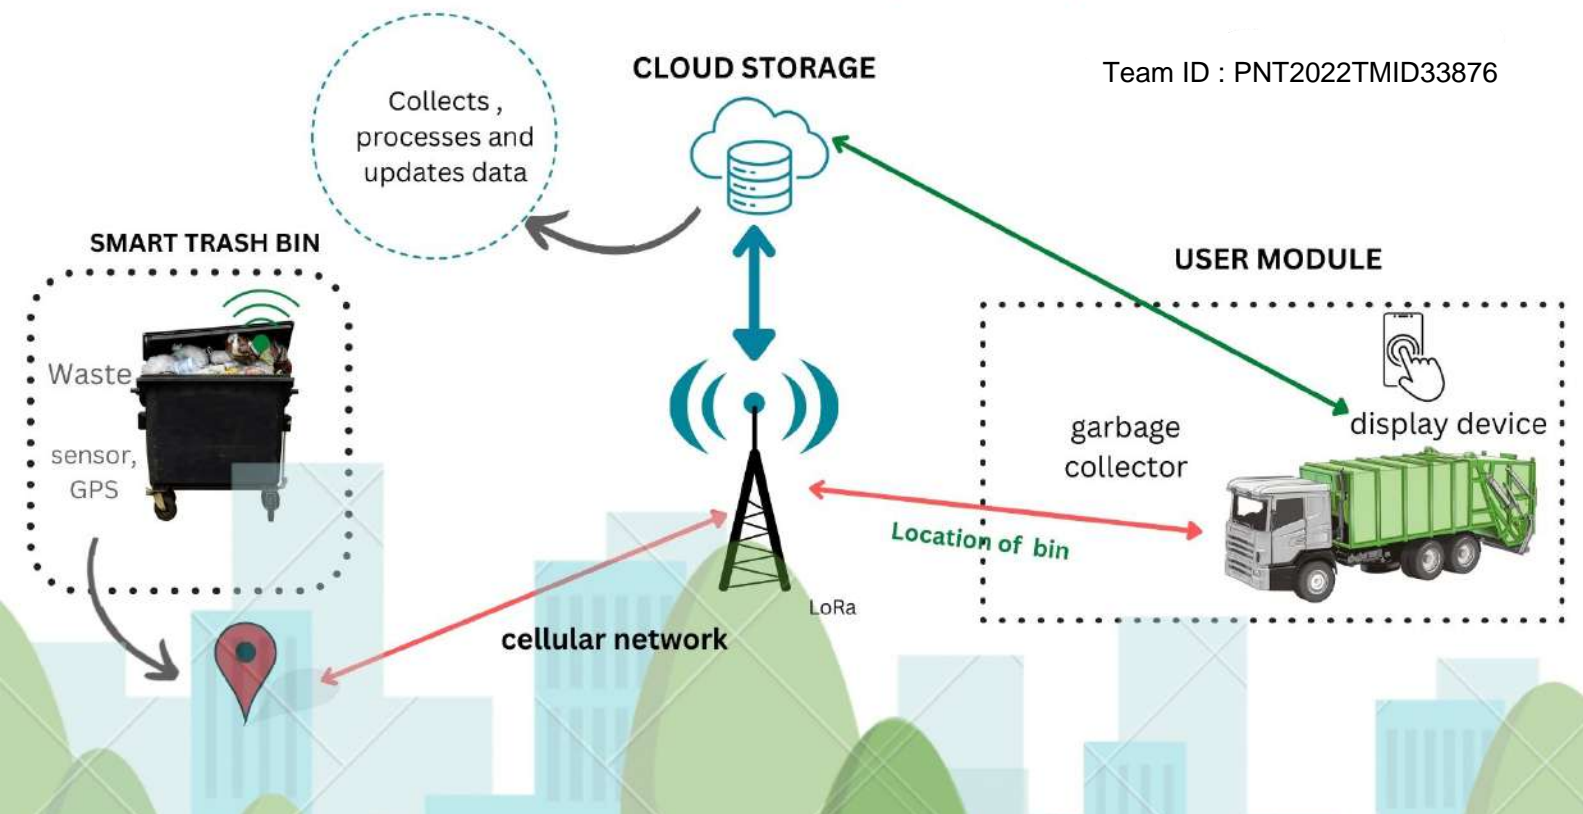 Team ID : PNT2022TMID33876
CLOUD STORAGE
Collects ,
processes and
updates data
SMART TRASH BIN
Waste
sensor,
GPS
USER MODULE
display device
garbage
collector
Location of bin
LoRa
cellular network